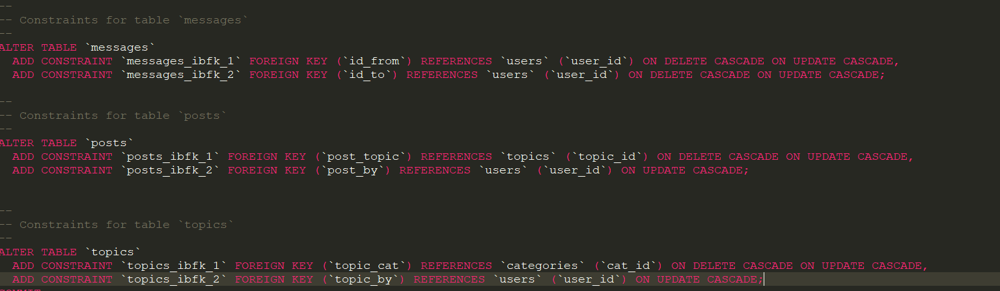 --
-- Constraints for table `messages`
--
ALTER TABLE `messages`
  ADD CONSTRAINT `messages_ibfk_1` FOREIGN KEY (`id_from`) REFERENCES `users` (`user_id`) ON DELETE CASCADE ON UPDATE CASCADE,
  ADD CONSTRAINT `messages_ibfk_2` FOREIGN KEY (`id_to`) REFERENCES `users` (`user_id`) ON DELETE CASCADE ON UPDATE CASCADE;
--
-- Constraints for table `posts`
--
ALTER TABLE `posts`
  ADD CONSTRAINT `posts_ibfk_1` FOREIGN KEY (`post_topic`) REFERENCES `topics` (`topic_id`) ON DELETE CASCADE ON UPDATE CASCADE,
  ADD CONSTRAINT `posts_ibfk_2` FOREIGN KEY (`post_by`) REFERENCES `users` (`user_id`) ON UPDATE CASCADE;
--
-- Constraints for table `topics`
--
ALTER TABLE `topics`
  ADD CONSTRAINT `topics_ibfk_1` FOREIGN KEY (`topic_cat`) REFERENCES `categories` (`cat_id`) ON DELETE CASCADE ON UPDATE CASCADE,
  ADD CONSTRAINT `topics_ibfk_2` FOREIGN KEY (`topic_by`) REFERENCES `users` (`user_id`) ON UPDATE CASCADE;